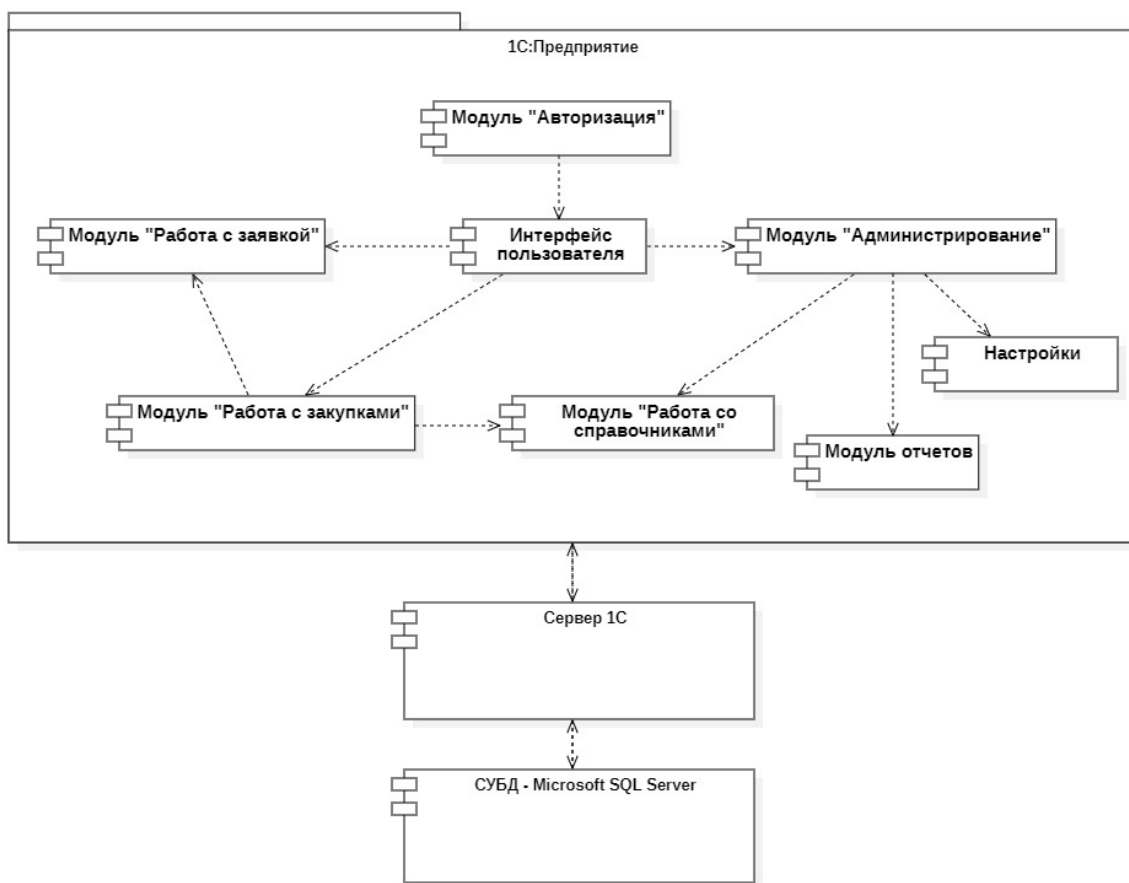 1С:Предприятие
Модуль "Авторизация"
Модуль "Работа с заявкой"
Интерфейс
пользователя
Модуль "Администрирование"
Настройки
Модуль "Работа с закупками"
Модуль "Работа со
справочниками"
Модуль отчетов
Сервер 1С
СУБД - Microsoft SQL Server